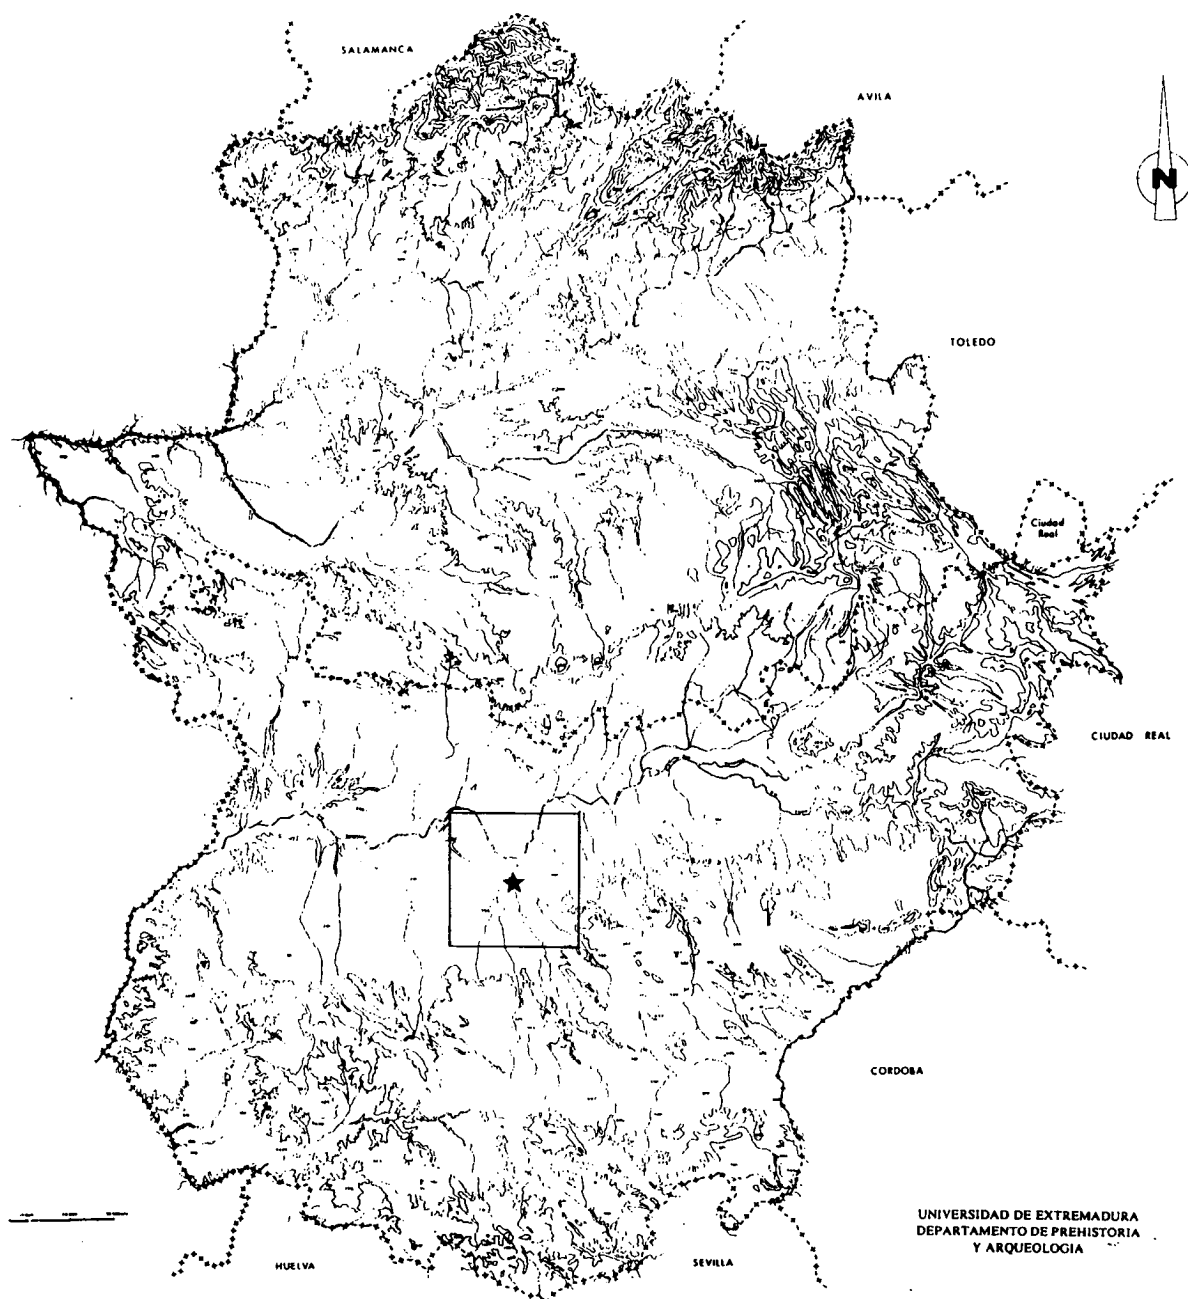 SALAMANCA
AVILA
N
TOLEDO
Ciudad
Real
CIUDAD REAL
CORDOBA
UNIVERSIDAD DE EXTREMADURA
DEPARTAMENTO DE PREHISTORIA
Y ARQUEOLOGIA
HUELVA
SEVILLA